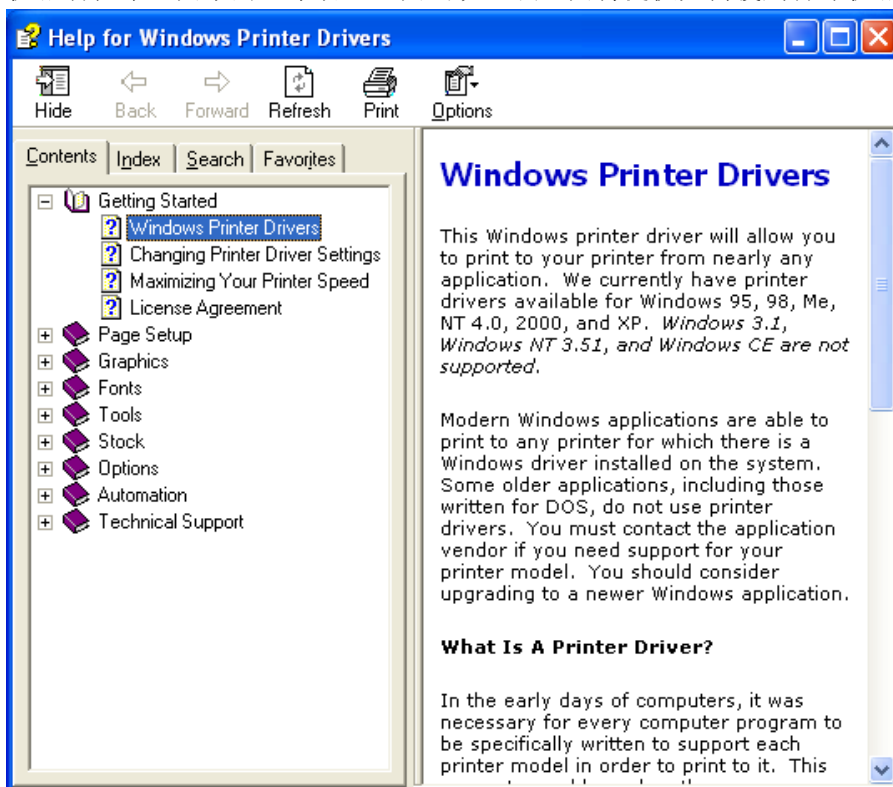 Help for Windows Printer Drivers
Hide Back Forward Refresh Print Options
Contents Index Search Favorites
Getting Started
Windows Printer Drivers
Changing Printer Driver Settings
Maximizing Your Printer Speed
License Agreement
Page Setup
Graphics
Fonts
Tools
Stock
Options
Automation
Technical Support
Windows Printer Drivers
This Windows printer driver will allow you
to print to your printer from nearly any
application. We currently have printer
drivers available for Windows 95, 98, Me,
NT 4.0, 2000, and XP. Windows 3.1,
Windows NT 3.51, and Windows CE are not
supported.
Modern Windows applications are able to
print to any printer for which there is a
Windows driver installed on the system.
Some older applications, including those
written for DOS, do not use printer
drivers. You must contact the application
vendor if you need support for your
printer model. You should consider
upgrading to a newer Windows application.
What Is A Printer Driver?
In the early days of computers, it was
necessary for every computer program to
be specifically written to support each
printer model in order to print to it. This